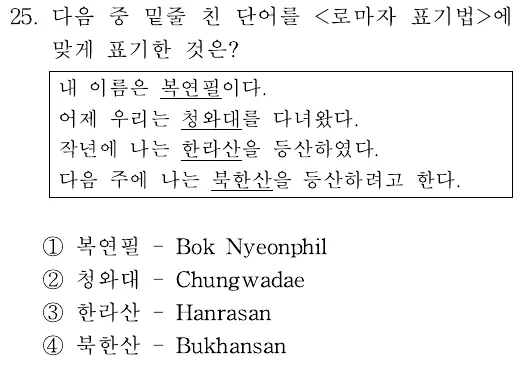 25. 다음 중 밑줄 친 단어를 <로마자 표기법>에
맞게 표기한 것은?
내 이름은 복연필이다.
어제 우리는 청와대를 다녀왔다.
작년에 나는 한라산을 등산하였다.
다음 주에 나는 북한산을 등산하려고 한다.
① 복연필 - Bok Nyeonphil
② 청와대 - Chungwadae
③ 한라산 - Hanrasan
④ 북한산 - Bukhansan